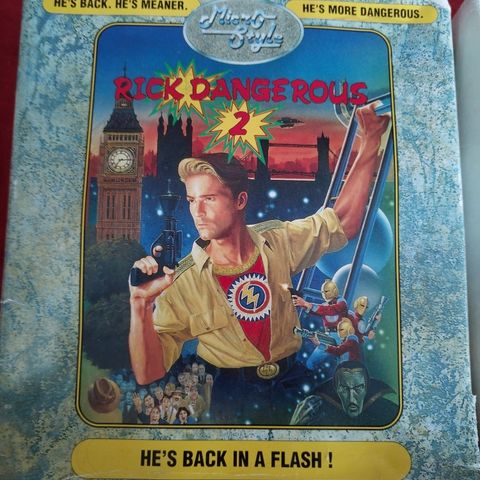 HE'S BACK. HE'S MEANER.
HE'S MORE DANGEROUS.
Micro
Style
RICK DANGEROUS
2
HE'S BACK IN A FLASH !